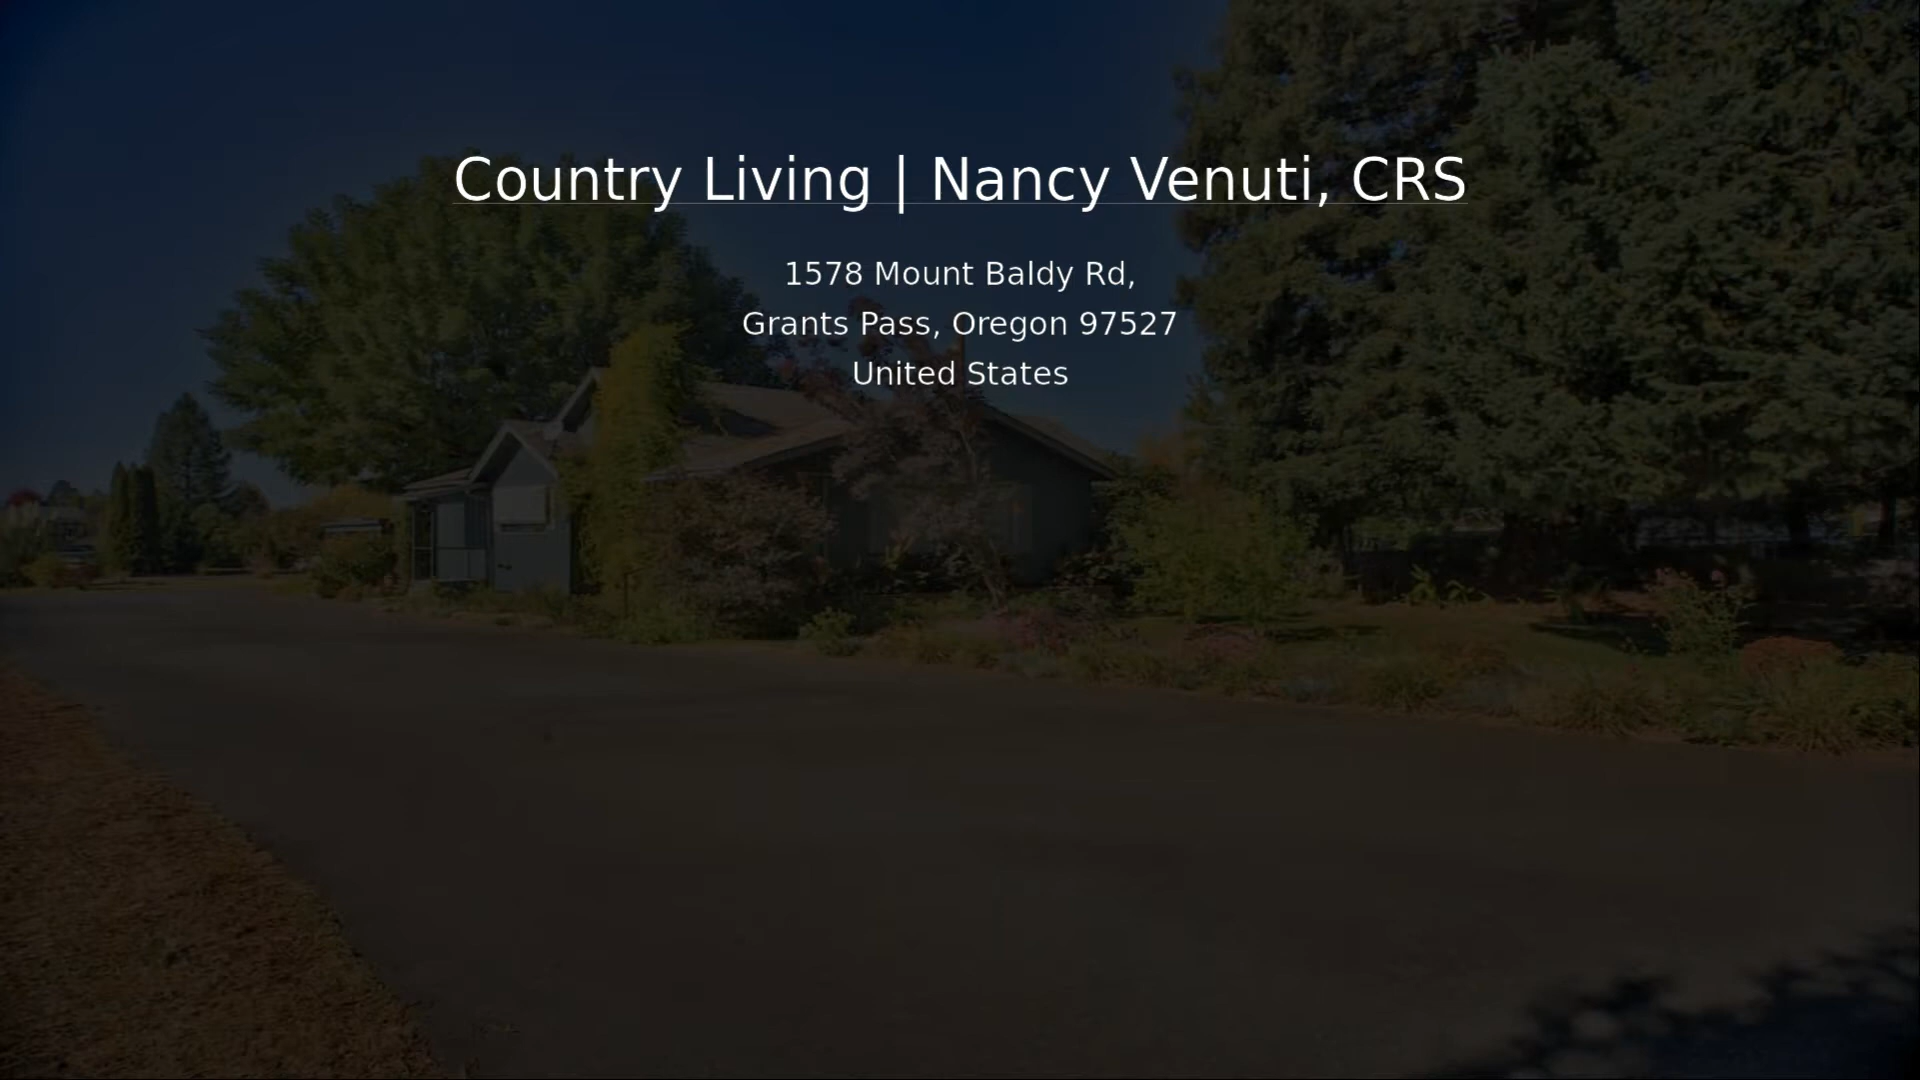 Country Living | Nancy Venuti, CRS
1578 Mount Baldy Rd,
Grants Pass, Oregon 97527
United States